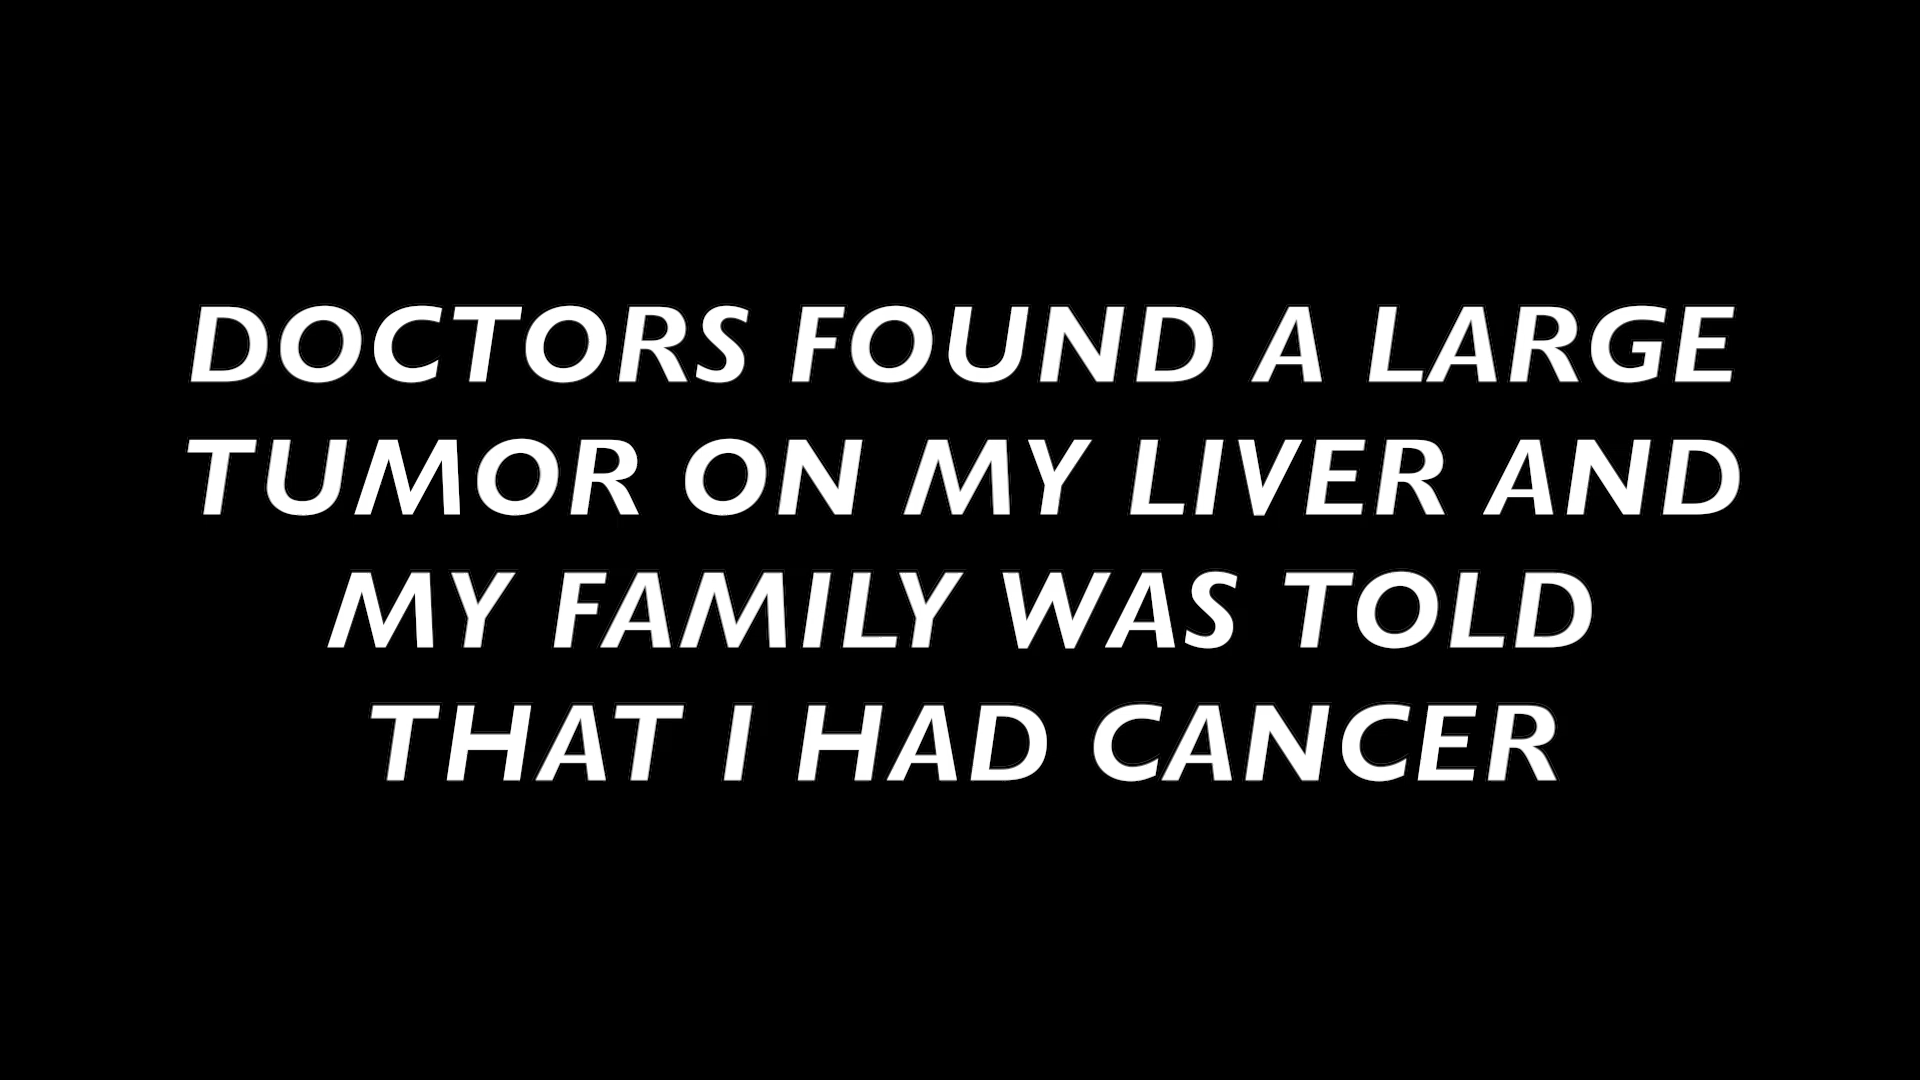 DOCTORS FOUND A LARGE
TUMOR ON MY LIVER AND
MY FAMILY WAS TOLD
THAT I HAD CANCER